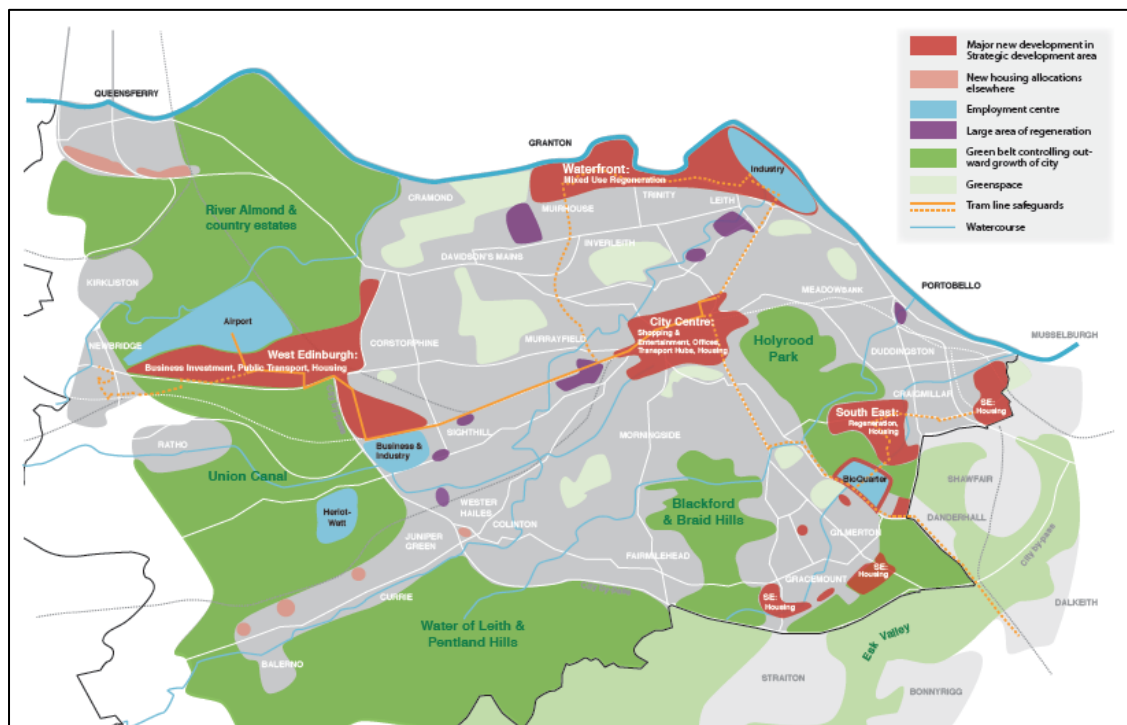 Major new development in
Strategic development area
New housing allocations
elsewhere
Employment centre
Large area of regeneration
Green belt controlling out-
ward growth of city
Greenspace
Tram line safeguards
Watercourse
QUEENSFERRY
GRANTON
Waterfront:
Mixed Use Regeneration
Industry
CRAMOND
MUIRHOUSE
TRINITY
LEITH
River Almond &
country estates
INVERLEITH
DAVIDSON'S MAINS
KIRKLISTON
MEADOWBANK
PORTOBELLO
Airport
City Centre:
Shopping &
Entertainment, Offices,
Transport Hubs, Housing
MUSSELBURGH
NEWBRIDGE
West Edinburgh:
Business Investment, Public Transport, Housing
CORSTORPHINE
MURRAYFIELD
Holyrood
Park
DUDDINGSTON
CRAIGMILLAR
SE:
Housing
South East:
Regeneration,
Housing
RATHO
Business &
Industry
SIGHTHILL
MORNINGSIDE
Union Canal
BioQuarter
SHAWFAIR
Heriot-
Watt
WESTER
HAILES
COLINTON
Blackford
& Braid Hills
DANDERHALL
JUNIPER
GREEN
GILMERTON
City by-pass
FAIRMILEHEAD
GRACEMOUNT
SE:
Housing
SE:
Housing
CURRIE
DALKEITH
Water of Leith &
Pentland Hills
Esk Valley
BALERNO
STRAITON
BONNYRIGG